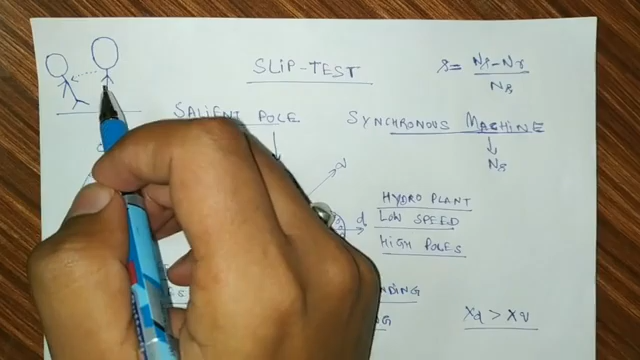 SLIP-TEST
S = Ns-Nr
Ns
SALIENT POLE
SYNCHRONOUS MACHINE
Ns
q
d
HYDRO PLANT
LOW SPEED
HIGH POLES
Xd > Xq